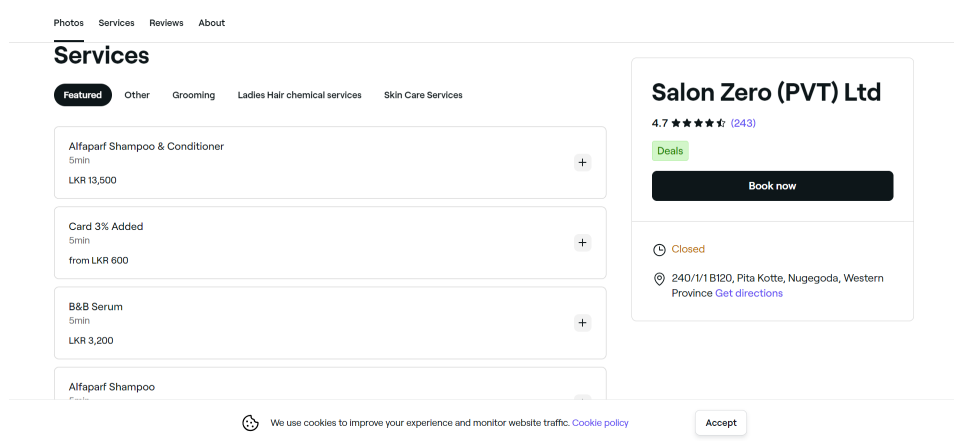 Photos Services Reviews About
Services
Featured Other Grooming Ladies Hair chemical services Skin Care Services
Alfaparf Shampoo & Conditioner
5min
LKR 13,500
Card 3% Added
5min
from LKR 600
B&B Serum
5min
LKR 3,200
Alfaparf Shampoo
Salon Zero (PVT) Ltd
4.7 (243)
Deals
Book now
Closed
240/1/1 B120, Pita Kotte, Nugegoda, Western
Province Get directions
We use cookies to improve your experience and monitor website traffic. Cookie policy
Accept